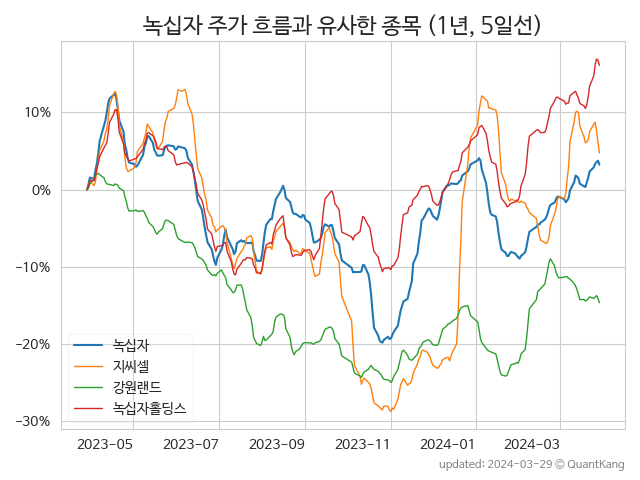 녹십자 주가 흐름과 유사한 종목 (1년, 5일선)
10%
0%
−10%
−20%
−30%
녹십자
지씨셀
강원랜드
녹십자홀딩스
2023-05
2023-07
2023-09
2023-11
2024-01
2024-03
updated: 2024-03-29 © QuantKang